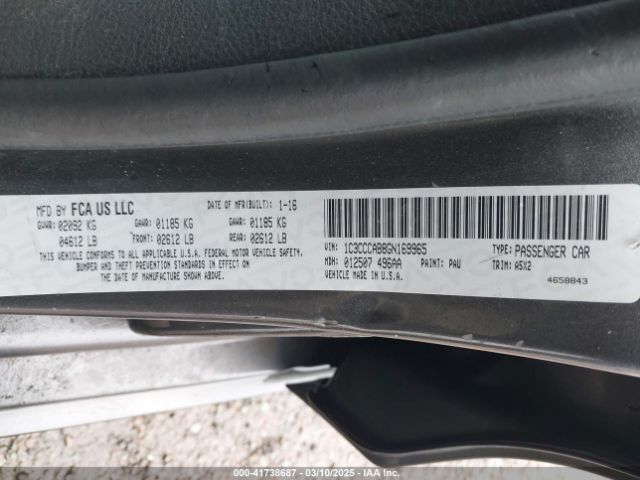 MFD BY FCA US LLC
DATE OF MFR(BUILT): 1-16
GVWR: 02092 KG GAWR: 01185 KG GAWR: 01185 KG
04612 LB FRONT: 02612 LB REAR: 02612 LB
THIS VEHICLE CONFORMS TO ALL APPLICABLE U.S.A. FEDERAL MOTOR VEHICLE SAFETY,
BUMPER AND THEFT PREVENTION STANDARDS IN EFFECT ON
THE DATE OF MANUFACTURE SHOWN ABOVE.
VIN: 1C3CCCAB8GN169965 TYPE: PASSENGER CAR
MDH: 012507 496AA PAINT: PAU TRIM: A5X2
VEHICLE MADE IN U.S.A. 4658843
000-41738687 - 03/10/2025 - IAA Inc.